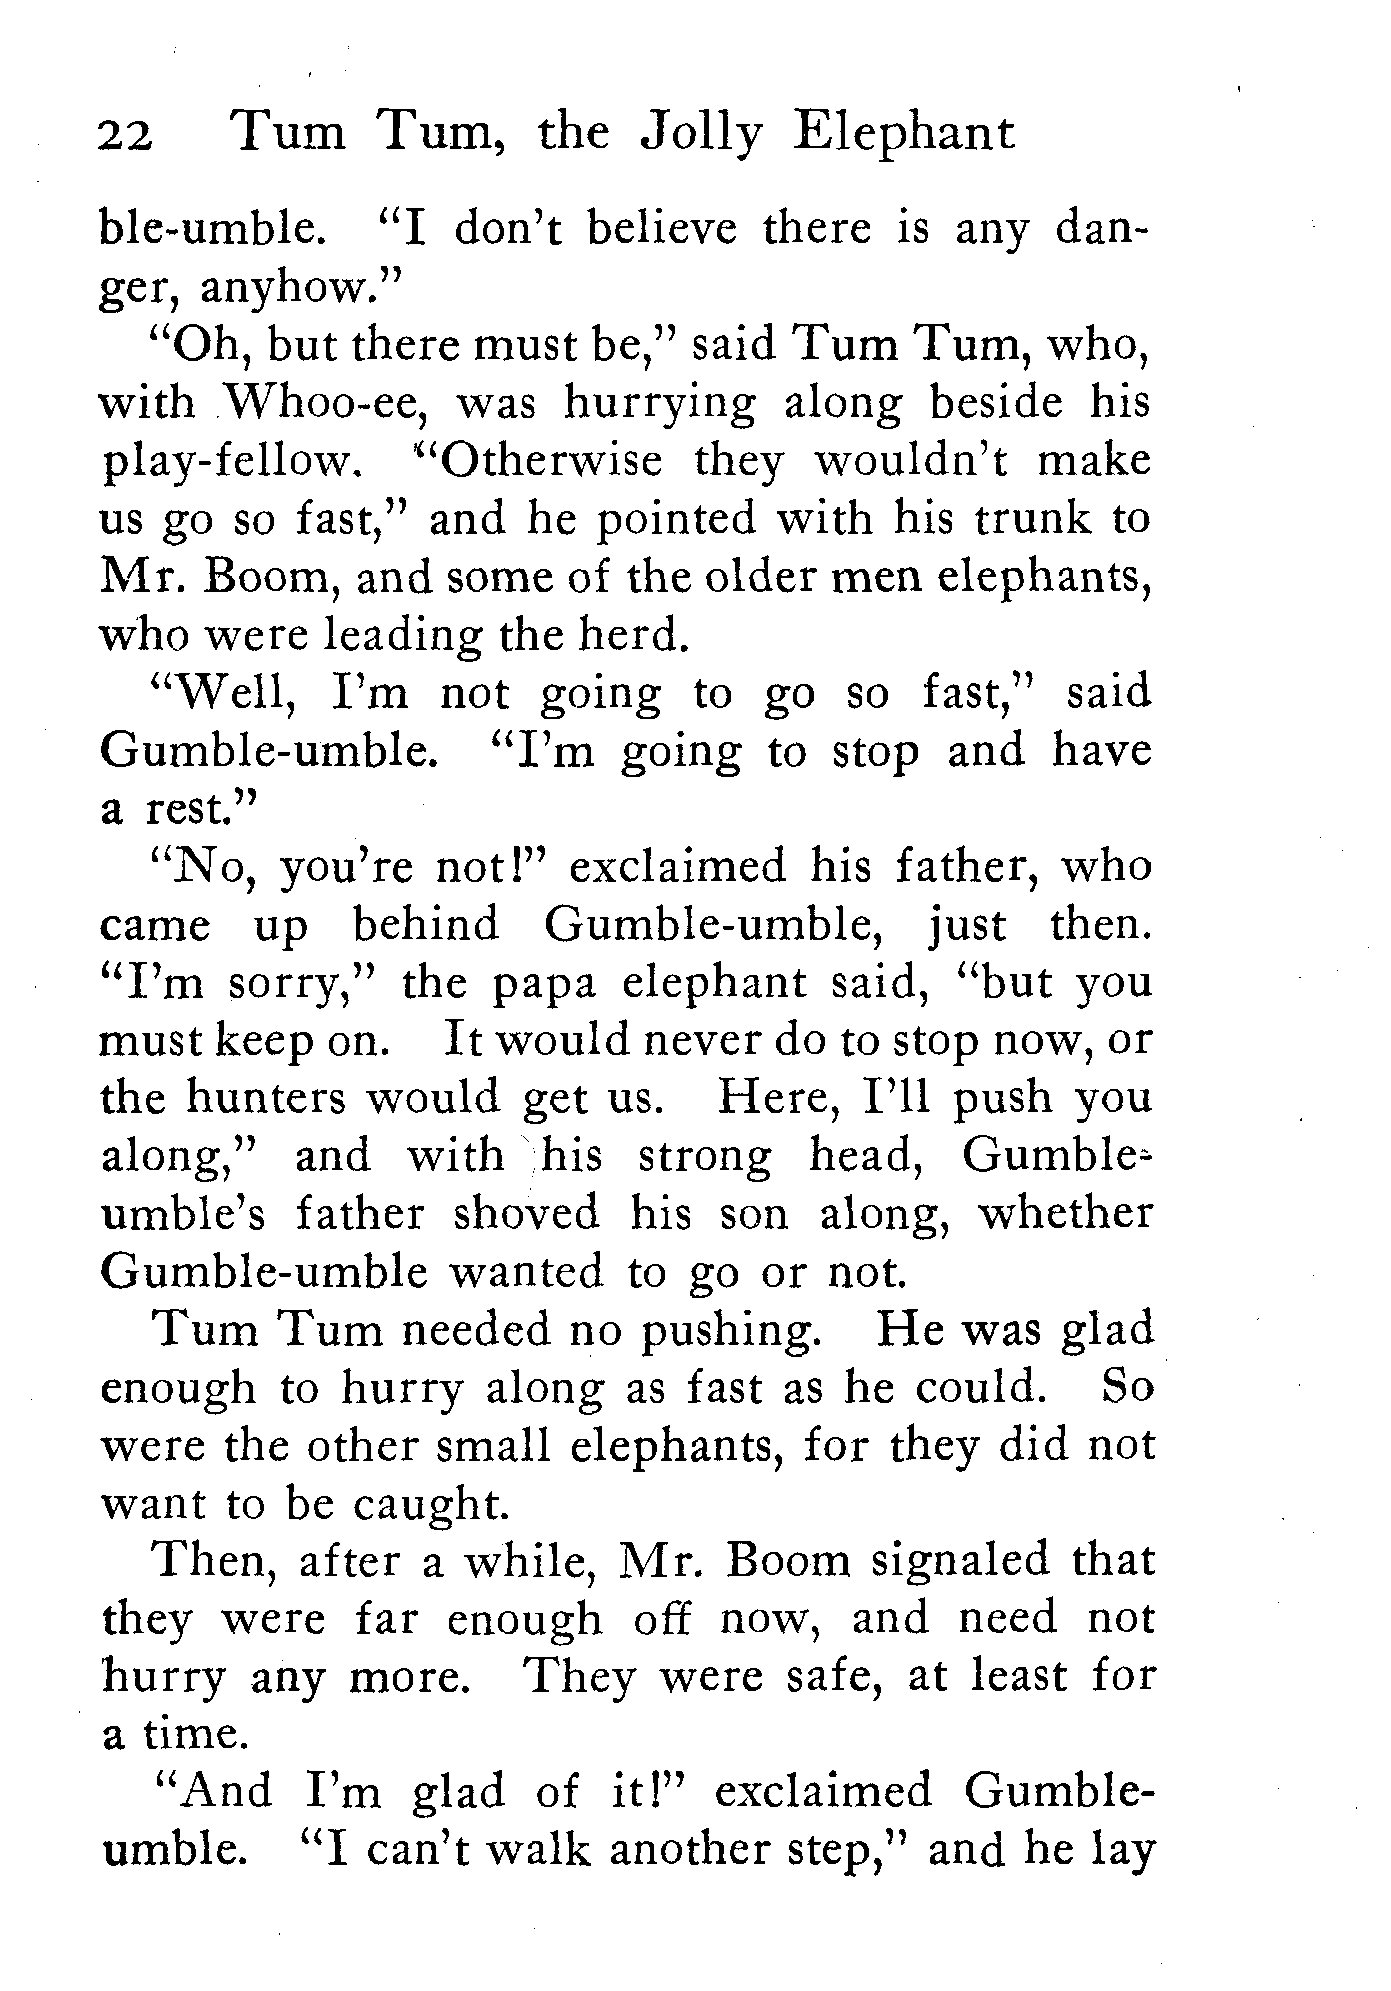 22 Tum Tum, the Jolly Elephant
ble-umble. “I don’t believe there is any dan-
ger, anyhow.”
“Oh, but there must be,” said Tum Tum, who,
with Whoo-ee, was hurrying along beside his
play-fellow. “Otherwise they wouldn’t make
us go so fast,” and he pointed with his trunk to
Mr. Boom, and some of the older men elephants,
who were leading the herd.
“Well, I’m not going to go so fast,” said
Gumble-umble. “I’m going to stop and have
a rest.”
“No, you’re not!” exclaimed his father, who
came up behind Gumble-umble, just then.
“I’m sorry,” the papa elephant said, “but you
must keep on. It would never do to stop now, or
the hunters would get us. Here, I’ll push you
along,” and with his strong head, Gumble-
umble’s father shoved his son along, whether
Gumble-umble wanted to go or not.
Tum Tum needed no pushing. He was glad
enough to hurry along as fast as he could. So
were the other small elephants, for they did not
want to be caught.
Then, after a while, Mr. Boom signaled that
they were far enough off now, and need not
hurry any more. They were safe, at least for
a time.
“And I’m glad of it!” exclaimed Gumble-
umble. “I can’t walk another step,” and he lay